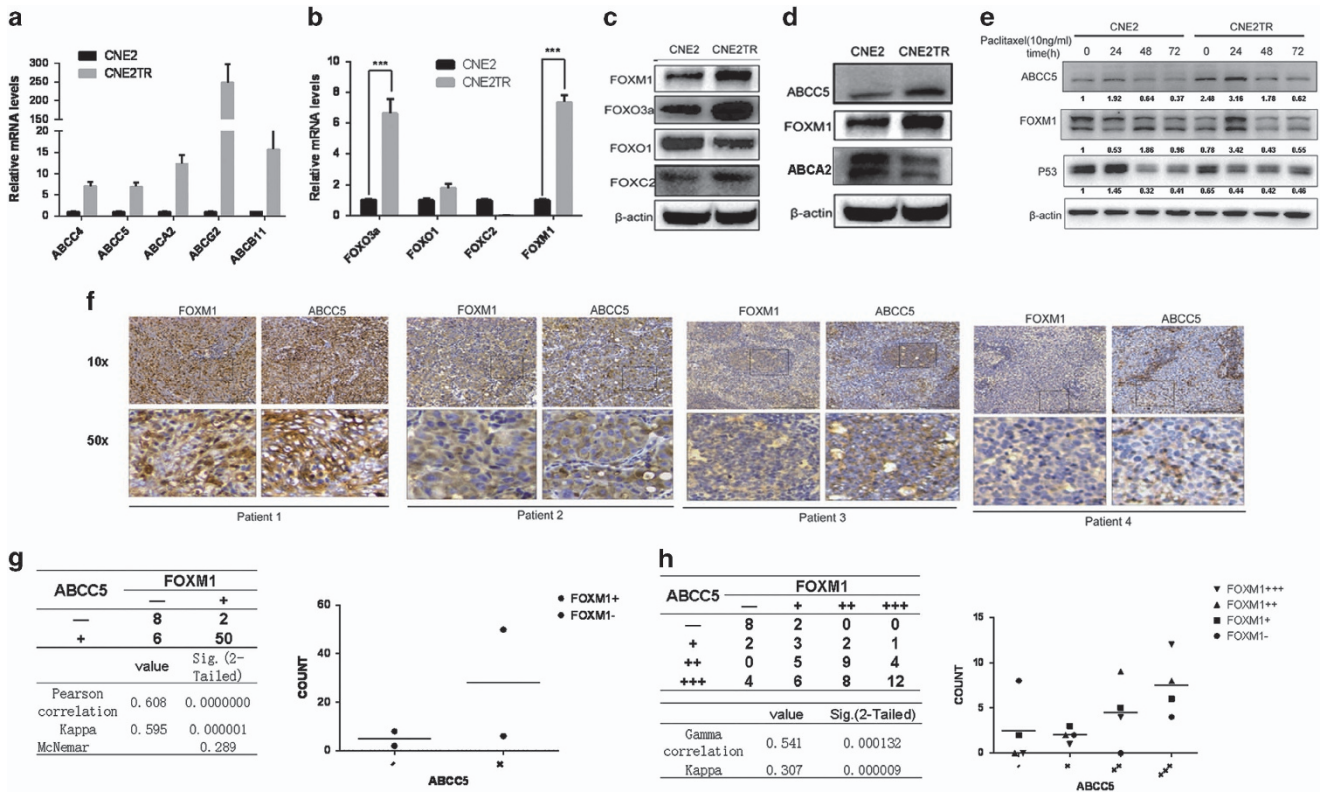 a
CNE2
CNE2TR
Relative mRNA levels
300
250
200
150
100
50
20
15
10
5
0
ABCC4
ABCC5
ABCA2
ABCG2
ABCB11
b
Relative mRNA levels
10
8
6
4
2
0
***
***
CNE2
CNE2TR
FOXO3a
FOXO1
FOXC2
FOXM1
c
CNE2 CNE2TR
FOXM1
FOXO3a
FOXO1
FOXC2
β-actin
d
CNE2 CNE2TR
ABCC5
FOXM1
ABCA2
β-actin
e
CNE2 CNE2TR
Paclitaxel(10ng/ml)
time(h) 0 24 48 72 0 24 48 72
ABCC5
1 1.92 0.64 0.37 2.48 3.16 1.78 0.62
FOXM1
1 0.53 1.86 0.96 0.78 3.42 0.43 0.55
P53
1 1.45 0.32 0.41 0.65 0.44 0.42 0.46
β-actin
f
FOXM1 ABCC5 FOXM1 ABCC5 FOXM1 ABCC5 FOXM1 ABCC5
10x
50x
Patient 1 Patient 2 Patient 3 Patient 4
g
ABCC5 FOXM1
— +
— 8 2
+ 6 50
value Sig.(2-
Tailed)
Pearson
correlation 0.608 0.0000000
Kappa 0.595 0.000001
McNemar 0.289
COUNT
60
40
20
0
- +
ABCC5
FOXM1+
FOXM1-
h
ABCC5 FOXM1
— + ++ +++
— 8 2 0 0
+ 2 3 2 1
++ 0 5 9 4
+++ 4 6 8 12
value Sig.(2-Tailed)
Gamma
correlation 0.541 0.000132
Kappa 0.307 0.000009
COUNT
15
10
5
0
- + ++ +++
ABCC5
FOXM1+++
FOXM1++
FOXM1+
FOXM1-